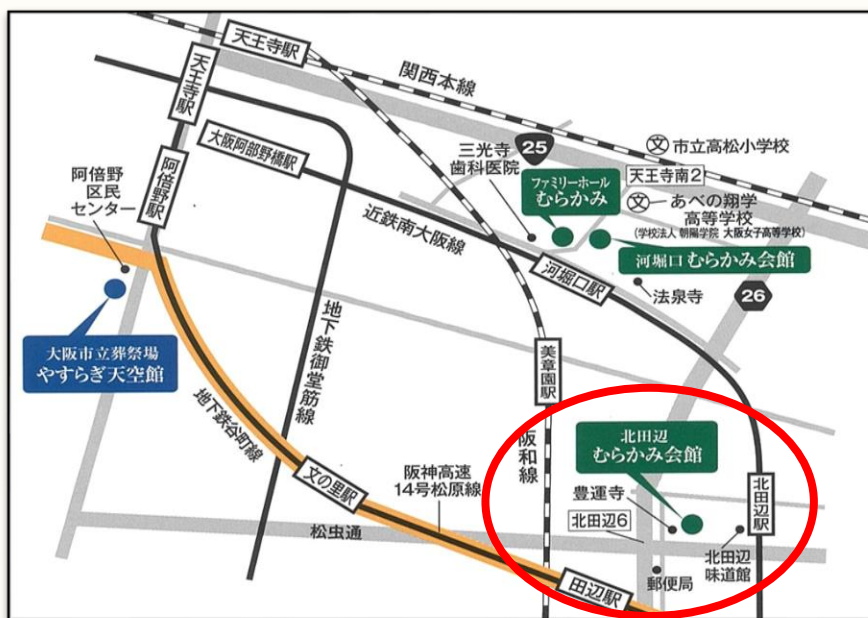 天王寺駅
天王寺駅
関西本線
大阪阿部野橋駅
三光寺
歯科医院
25
文 市立高松小学校
天王寺南2
ファミリーホール
むらかみ
文 あべの翔学
高等学校
(学校法人 朝陽学院 大阪女子高等学校)
阿倍野
区民
センター
阿倍野駅
近鉄南大阪線
河堀口 むらかみ会館
河堀口駅
法泉寺
26
大阪市立葬祭場
やすらぎ天空館
地下鉄御堂筋線
地下鉄谷町線
美章園駅
阪和線
北田辺
むらかみ会館
文の里駅
阪神高速
14号松原線
豊運寺
北田辺6
北田辺駅
松虫通
北田辺
味道館
郵便局
田辺駅